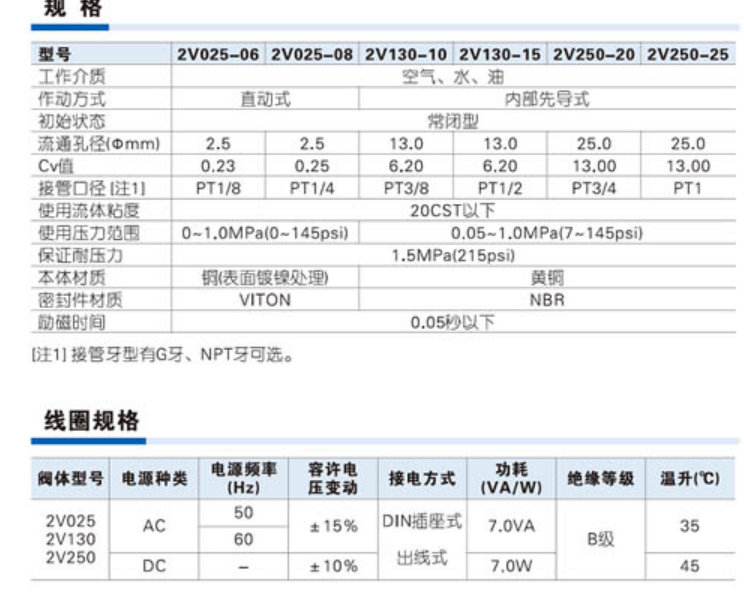 规 格
型号 2V025-06 2V025-08 2V130-10 2V130-15 2V250-20 2V250-25
工作介质 空气、水、油
作动方式 直动式 内部先导式
初始状态 常闭型
流通孔径(Φmm) 2.5 2.5 13.0 13.0 25.0 25.0
Cv值 0.23 0.25 6.20 6.20 13.00 13.00
接管口径 [注1] PT1/8 PT1/4 PT3/8 PT1/2 PT3/4 PT1
使用流体粘度 20CST以下
使用压力范围 0~1.0MPa(0~145psi) 0.05~1.0MPa(7~145psi)
保证耐压力 1.5MPa(215psi)
本体材质 铜(表面镀镍处理) 黄铜
密封件材质 VITON NBR
励磁时间 0.05秒以下
[注1] 接管牙型有G牙、NPT牙可选。
线圈规格
阀体型号 电源种类 电源频率(Hz) 容许电压变动 接电方式 功耗(VA/W) 绝缘等级 温升(℃)
2V025 2V130 2V250 AC 50 ±15% DIN插座式 7.0VA B级 35
60
出线式
DC - ±10% 7.0W 45